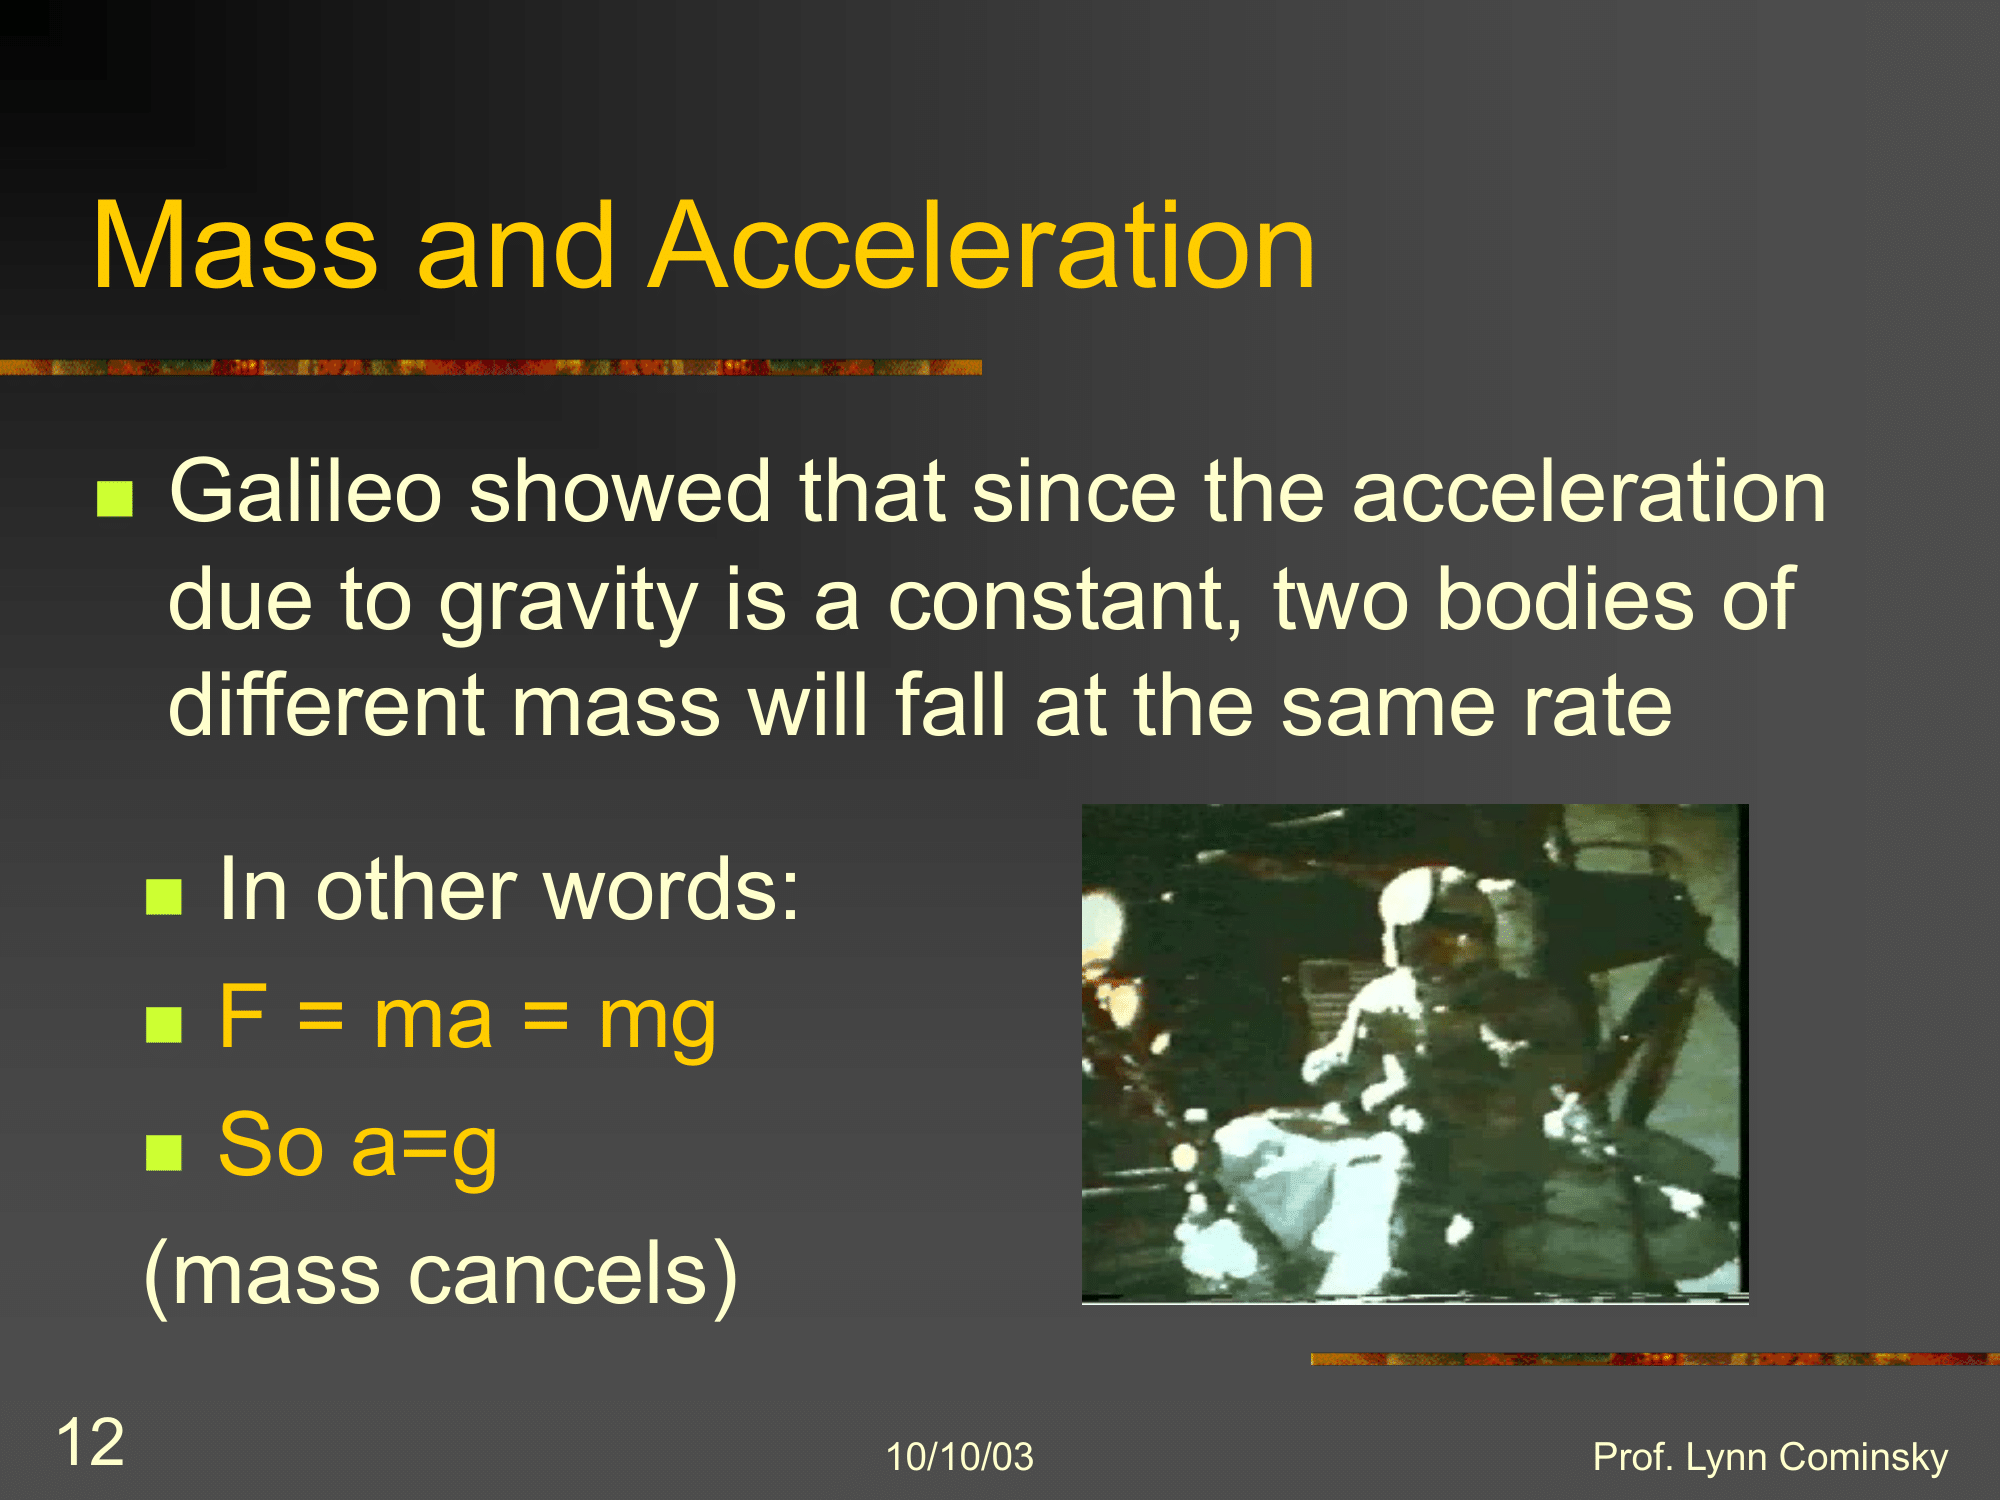 Mass and Acceleration
Galileo showed that since the acceleration
due to gravity is a constant, two bodies of
different mass will fall at the same rate
In other words:
F = ma = mg
So a=g
(mass cancels)
12
10/10/03
Prof. Lynn Cominsky